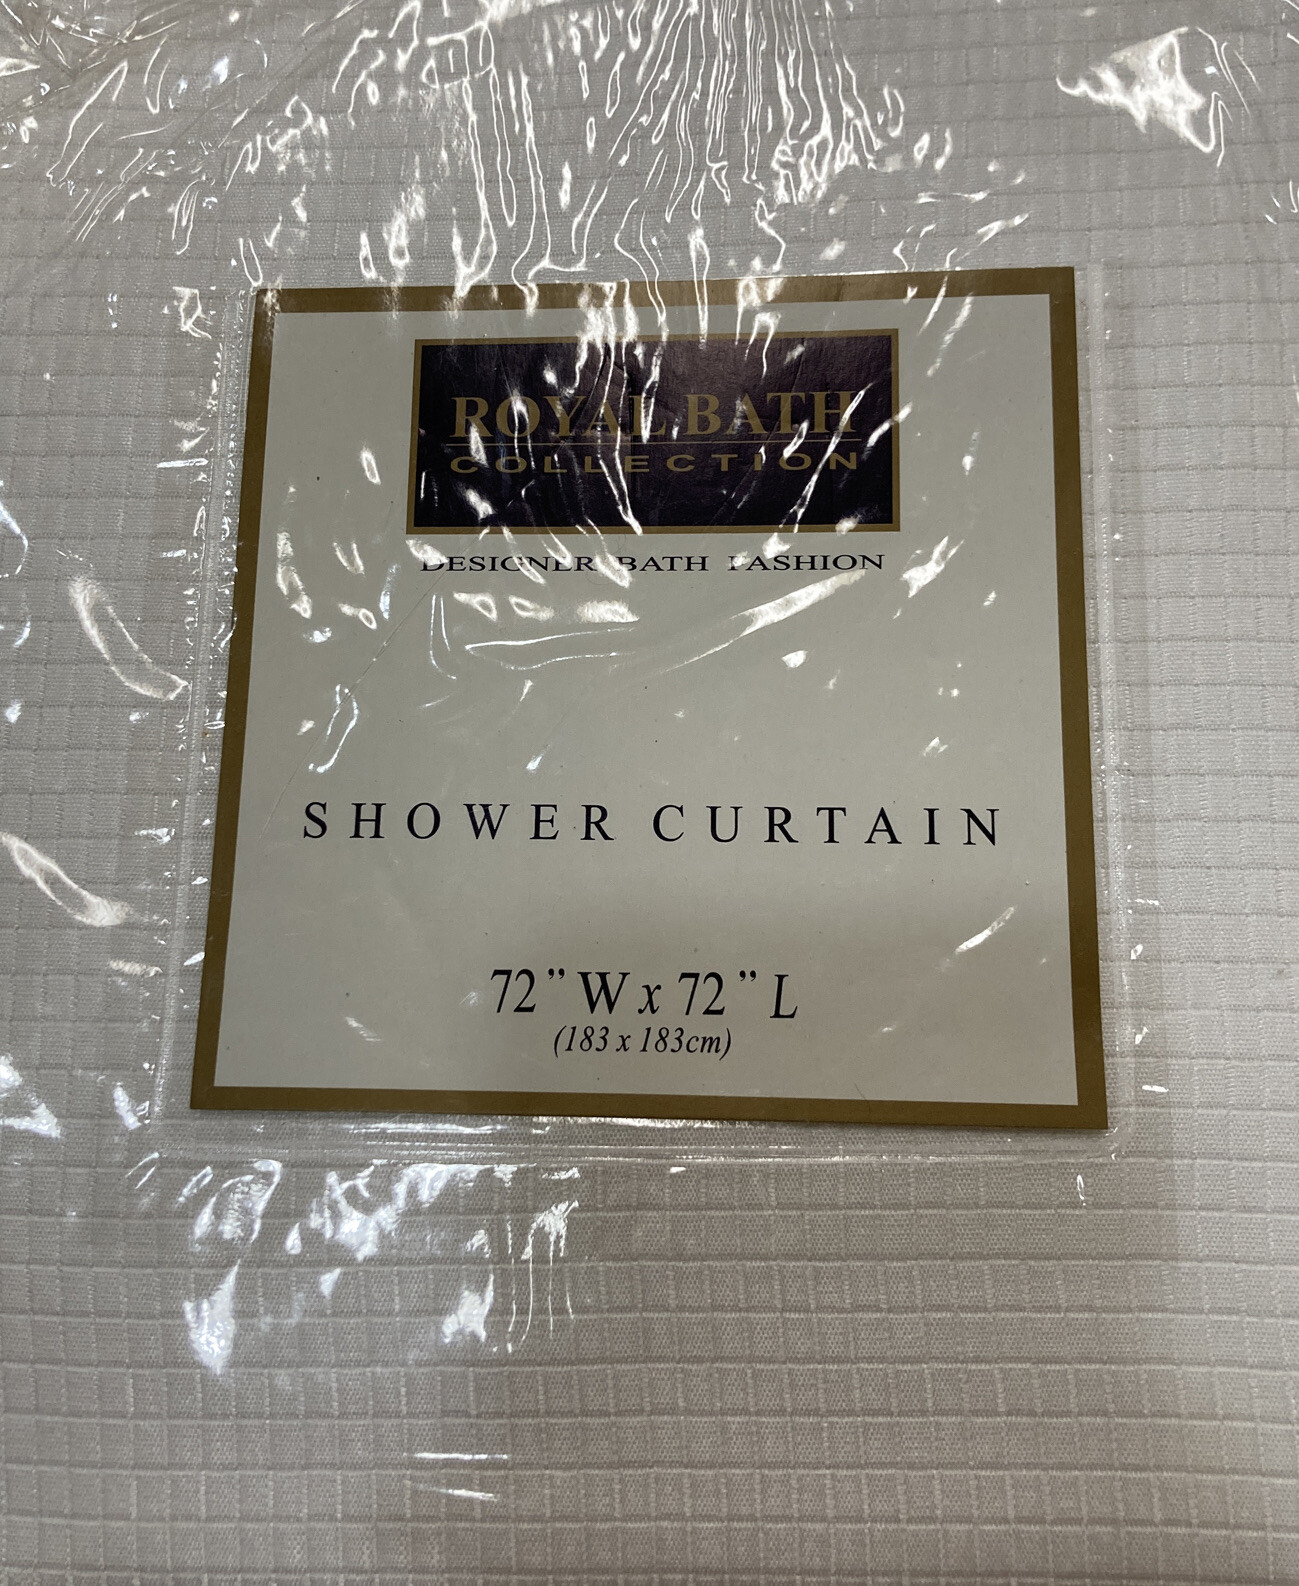 ROYAL BATH
COLLECTION
DESIGNER BATH FASHION
SHOWER CURTAIN
72" W x 72" L
(183 x 183cm)